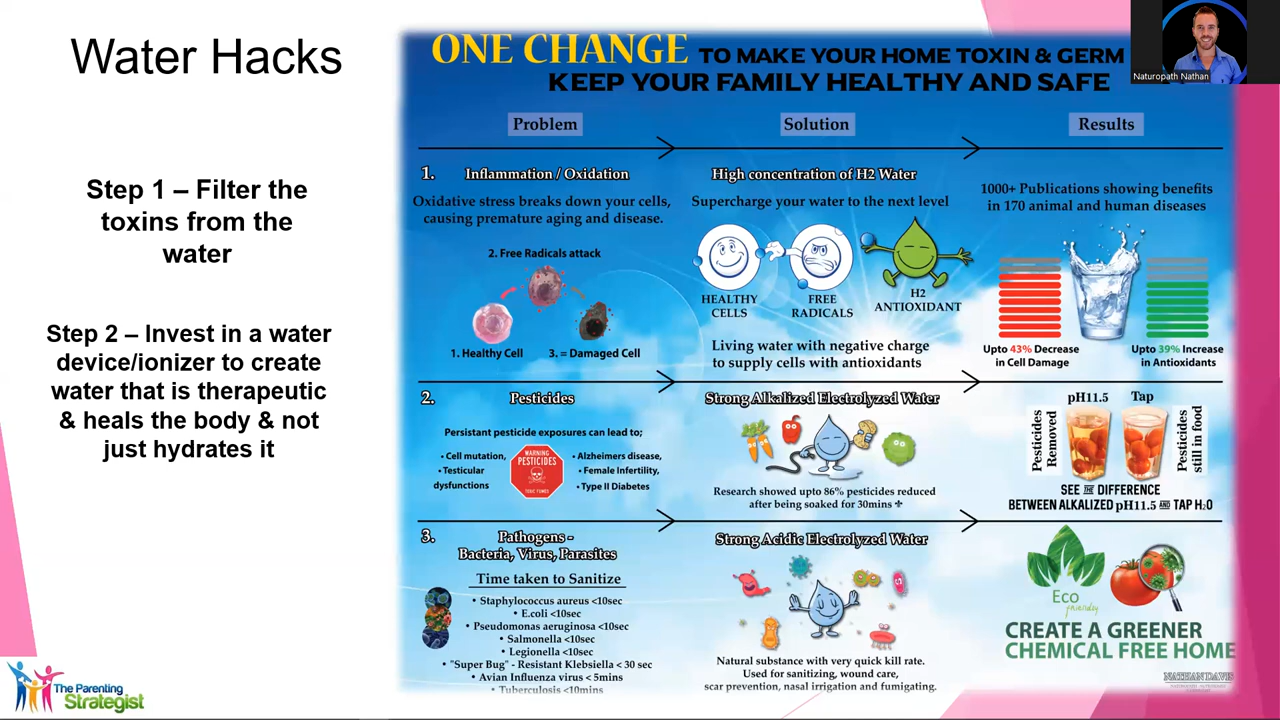 Water Hacks
Step 1 – Filter the
toxins from the
water
Step 2 – Invest in a water
device/ionizer to create
water that is therapeutic
& heals the body & not
just hydrates it
The Parenting
Strategist
ONE CHANGE TO MAKE YOUR HOME TOXIN & GERM
KEEP YOUR FAMILY HEALTHY AND SAFE
Naturopath Nathan
Problem
Solution
Results
1. Inflammation / Oxidation
Oxidative stress breaks down your cells,
causing premature aging and disease.
2. Free Radicals attack
1. Healthy Cell
3. = Damaged Cell
High concentration of H2 Water
Supercharge your water to the next level
HEALTHY
CELLS
FREE
RADICALS
H2
ANTIOXIDANT
Living water with negative charge
to supply cells with antioxidants
1000+ Publications showing benefits
in 170 animal and human diseases
Upto 43% Decrease
in Cell Damage
Upto 39% Increase
in Antioxidants
2. Pesticides
Persistant pesticide exposures can lead to;
• Cell mutation,
• Testicular
dysfunctions
WARNING
PESTICIDES
TOXIC FUMES
• Alzheimers disease,
• Female Infertility,
• Type II Diabetes
Strong Alkalized Electrolyzed Water
Research showed upto 86% pesticides reduced
after being soaked for 30mins
pH11.5
Tap
Pesticides
Removed
Pesticides
still in food
SEE THE DIFFERENCE
BETWEEN ALKALIZED pH11.5 AND TAP H2O
3. Pathogens -
Bacteria, Virus, Parasites
Time taken to Sanitize
• Staphylococcus aureus <10sec
• E.coli <10sec
• Pseudomonas aeruginosa <10sec
• Salmonella <10sec
• Legionella <10sec
• "Super Bug" - Resistant Klebsiella < 30 sec
• Avian Influenza virus < 5mins
• Tuberculosis <10mins
Strong Acidic Electrolyzed Water
Natural substance with very quick kill rate.
Used for sanitizing, wound care,
scar prevention, nasal irrigation and fumigating.
Eco
frienday
CREATE A GREENER
CHEMICAL FREE HOME
NATHAN DAVIS